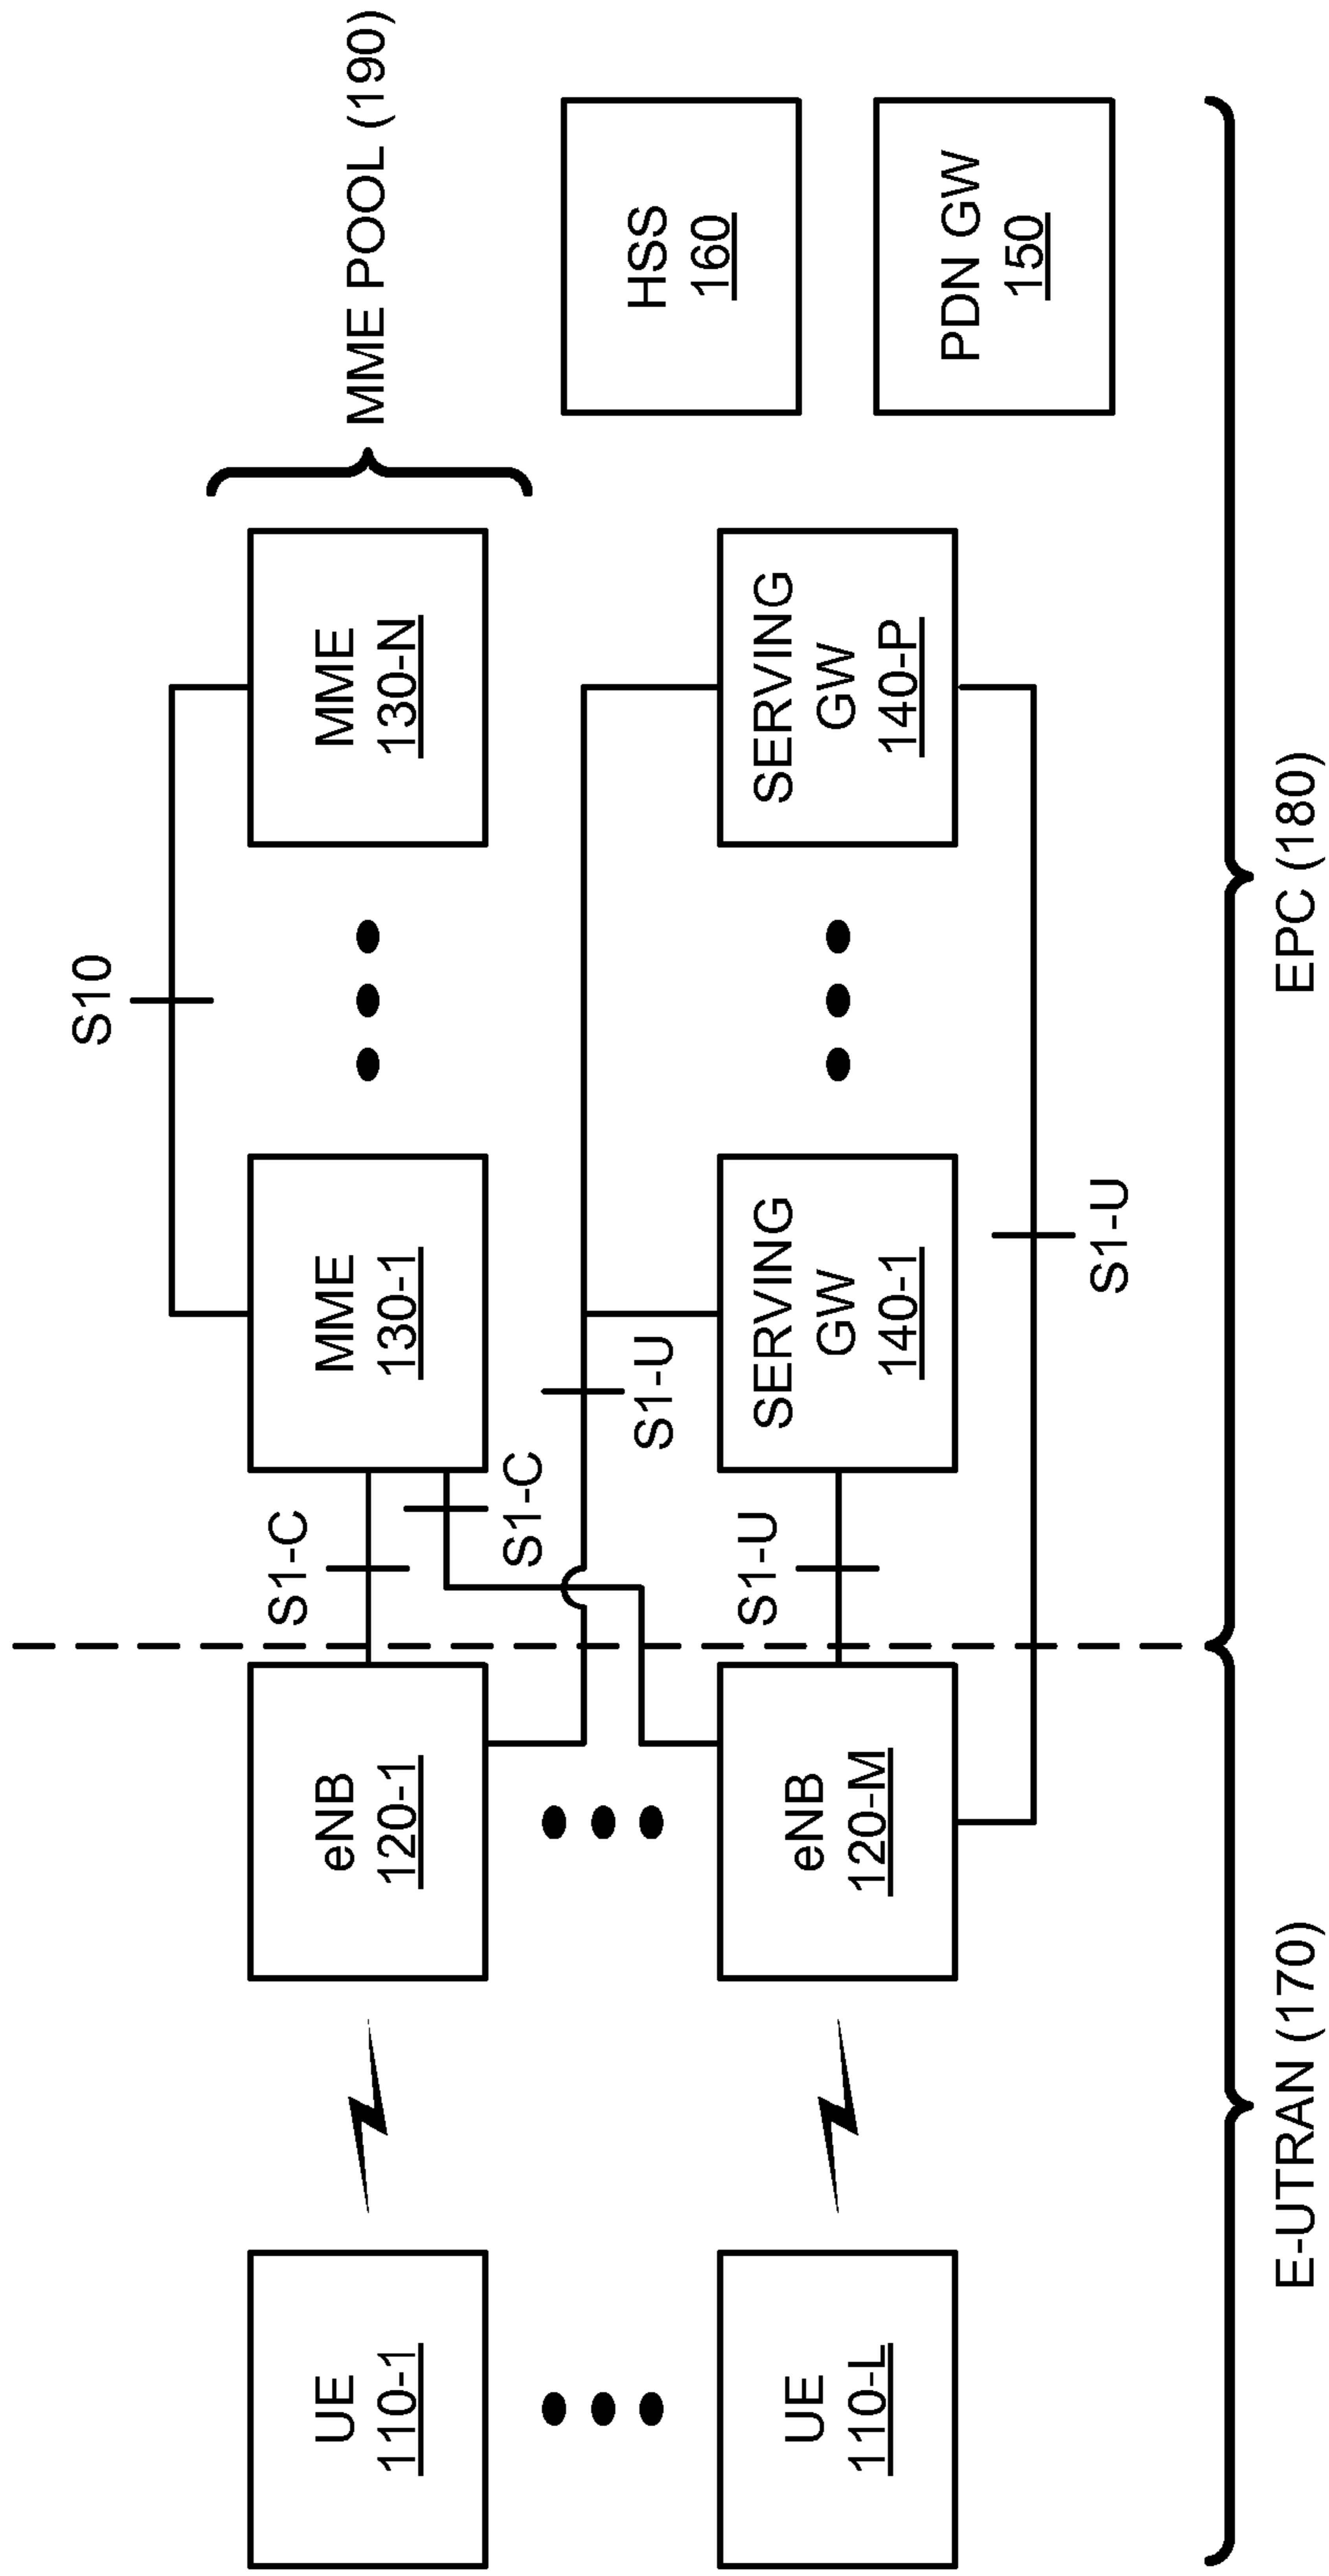 S10
MME POOL (190)
UE
110-1
eNB
120-1
S1-C
MME
130-1
MME
130-N
S1-C
HSS
160
S1-U
UE
110-L
eNB
120-M
S1-U
SERVING
GW
140-1
SERVING
GW
140-P
PDN GW
150
S1-U
E-UTRAN (170)
EPC (180)